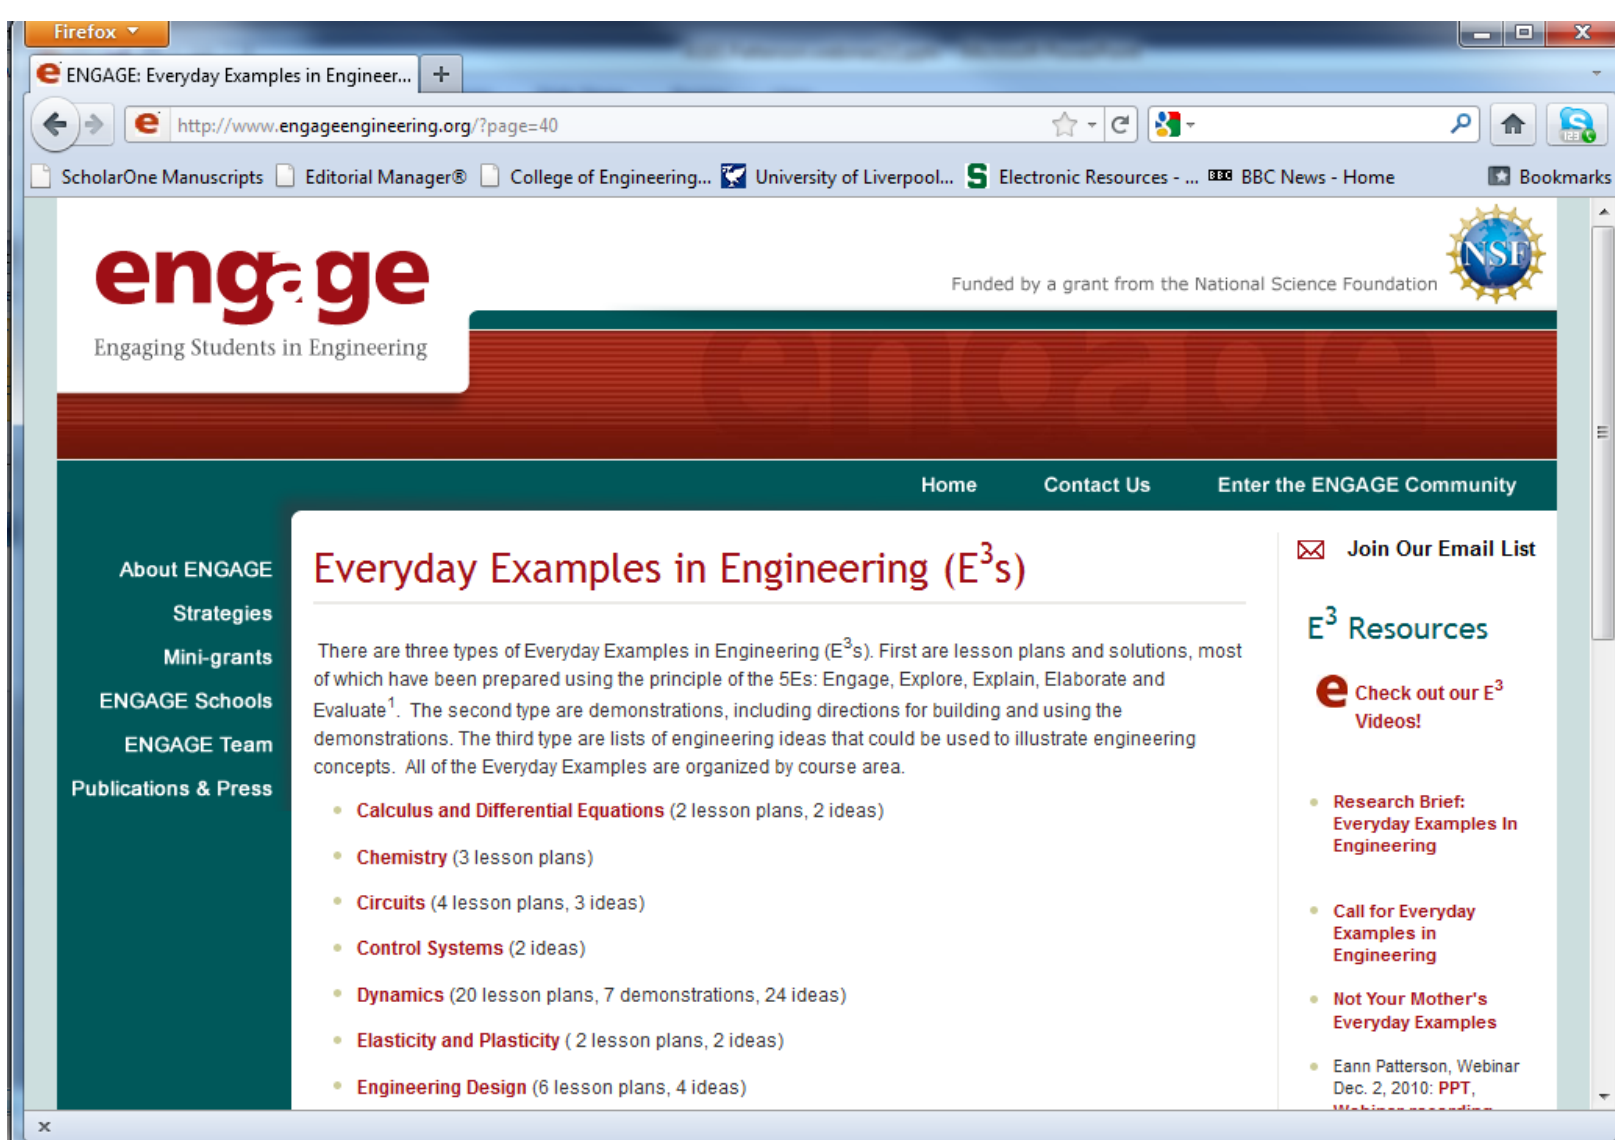 Firefox
ENGAGE: Everyday Examples in Engineer...
http://www.engageengineering.org/?page=40
ScholarOne Manuscripts Editorial Manager® College of Engineering... University of Liverpool... S Electronic Resources - ... BBC BBC News - Home Bookmarks
engage
Engaging Students in Engineering
Funded by a grant from the National Science Foundation NSF
engage
Home Contact Us Enter the ENGAGE Community
About ENGAGE
Strategies
Mini-grants
ENGAGE Schools
ENGAGE Team
Publications & Press
Everyday Examples in Engineering (E³s)
There are three types of Everyday Examples in Engineering (E³s). First are lesson plans and solutions, most
of which have been prepared using the principle of the 5Es: Engage, Explore, Explain, Elaborate and
Evaluate¹. The second type are demonstrations, including directions for building and using the
demonstrations. The third type are lists of engineering ideas that could be used to illustrate engineering
concepts. All of the Everyday Examples are organized by course area.
Calculus and Differential Equations (2 lesson plans, 2 ideas)
Chemistry (3 lesson plans)
Circuits (4 lesson plans, 3 ideas)
Control Systems (2 ideas)
Dynamics (20 lesson plans, 7 demonstrations, 24 ideas)
Elasticity and Plasticity ( 2 lesson plans, 2 ideas)
Engineering Design (6 lesson plans, 4 ideas)
Join Our Email List
E³ Resources
e Check out our E³
Videos!
Research Brief:
Everyday Examples In
Engineering
Call for Everyday
Examples in
Engineering
Not Your Mother's
Everyday Examples
Eann Patterson, Webinar
Dec. 2, 2010: PPT,
Webinar recording